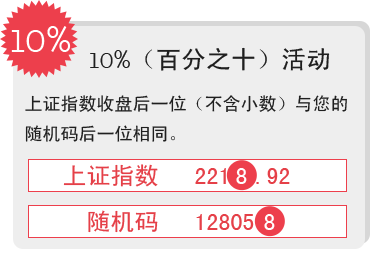 10%
10%（百分之十）活动
上证指数收盘后一位（不含小数）与您的
随机码后一位相同。
上证指数 2218.92
随机码 128058